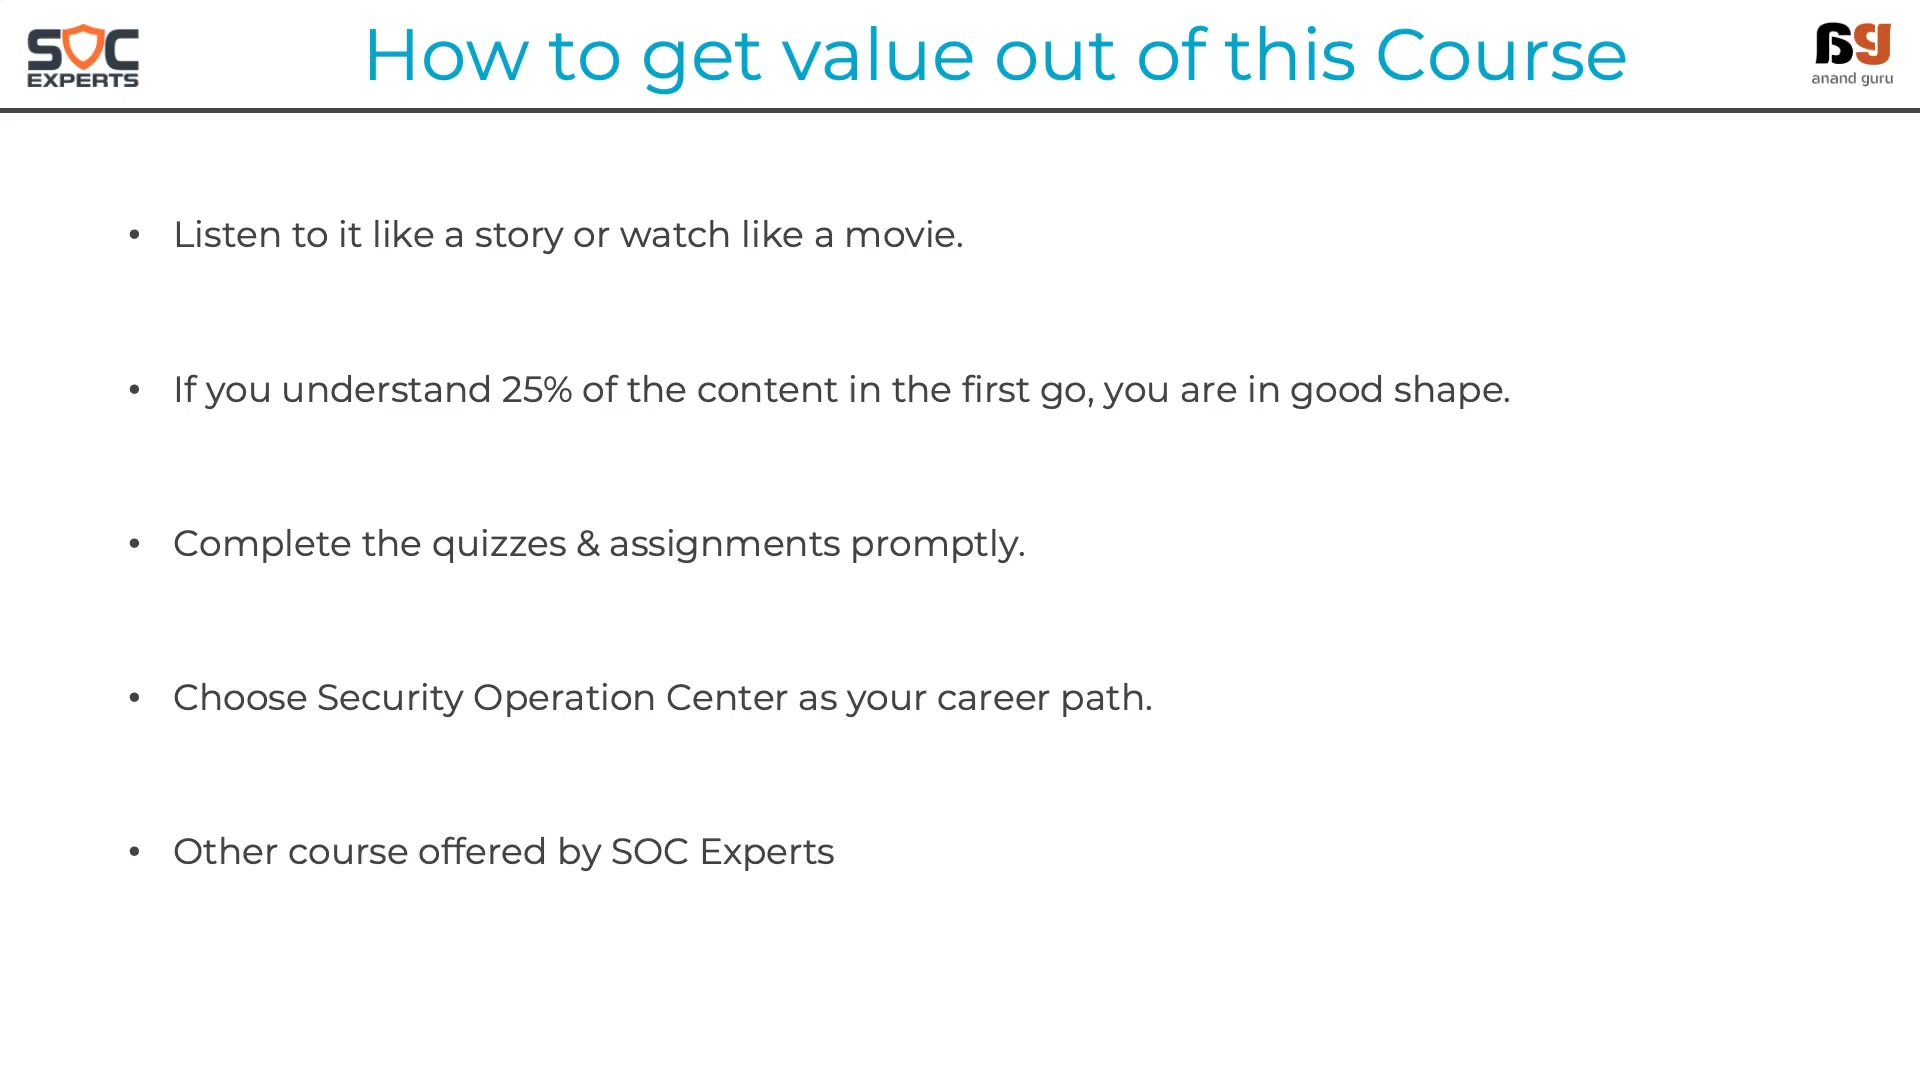 SOC
EXPERTS
How to get value out of this Course
anand guru
• Listen to it like a story or watch like a movie.
• If you understand 25% of the content in the first go, you are in good shape.
• Complete the quizzes & assignments promptly.
• Choose Security Operation Center as your career path.
• Other course offered by SOC Experts